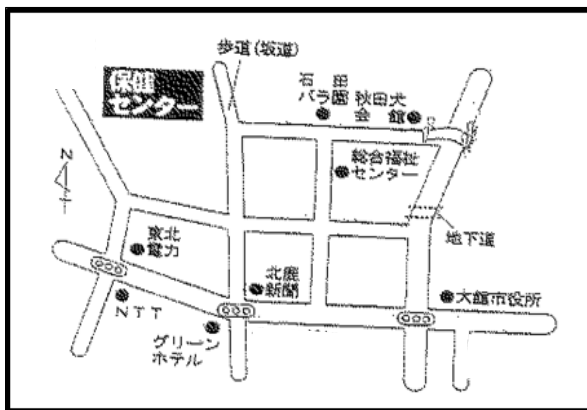 歩道(坂道)
保健
センター
石田
バラ園
秋田犬
会館
総合福祉
センター
N
地下道
東北
電力
北鹿
新聞
大館市役所
NTT
グリーン
ホテル